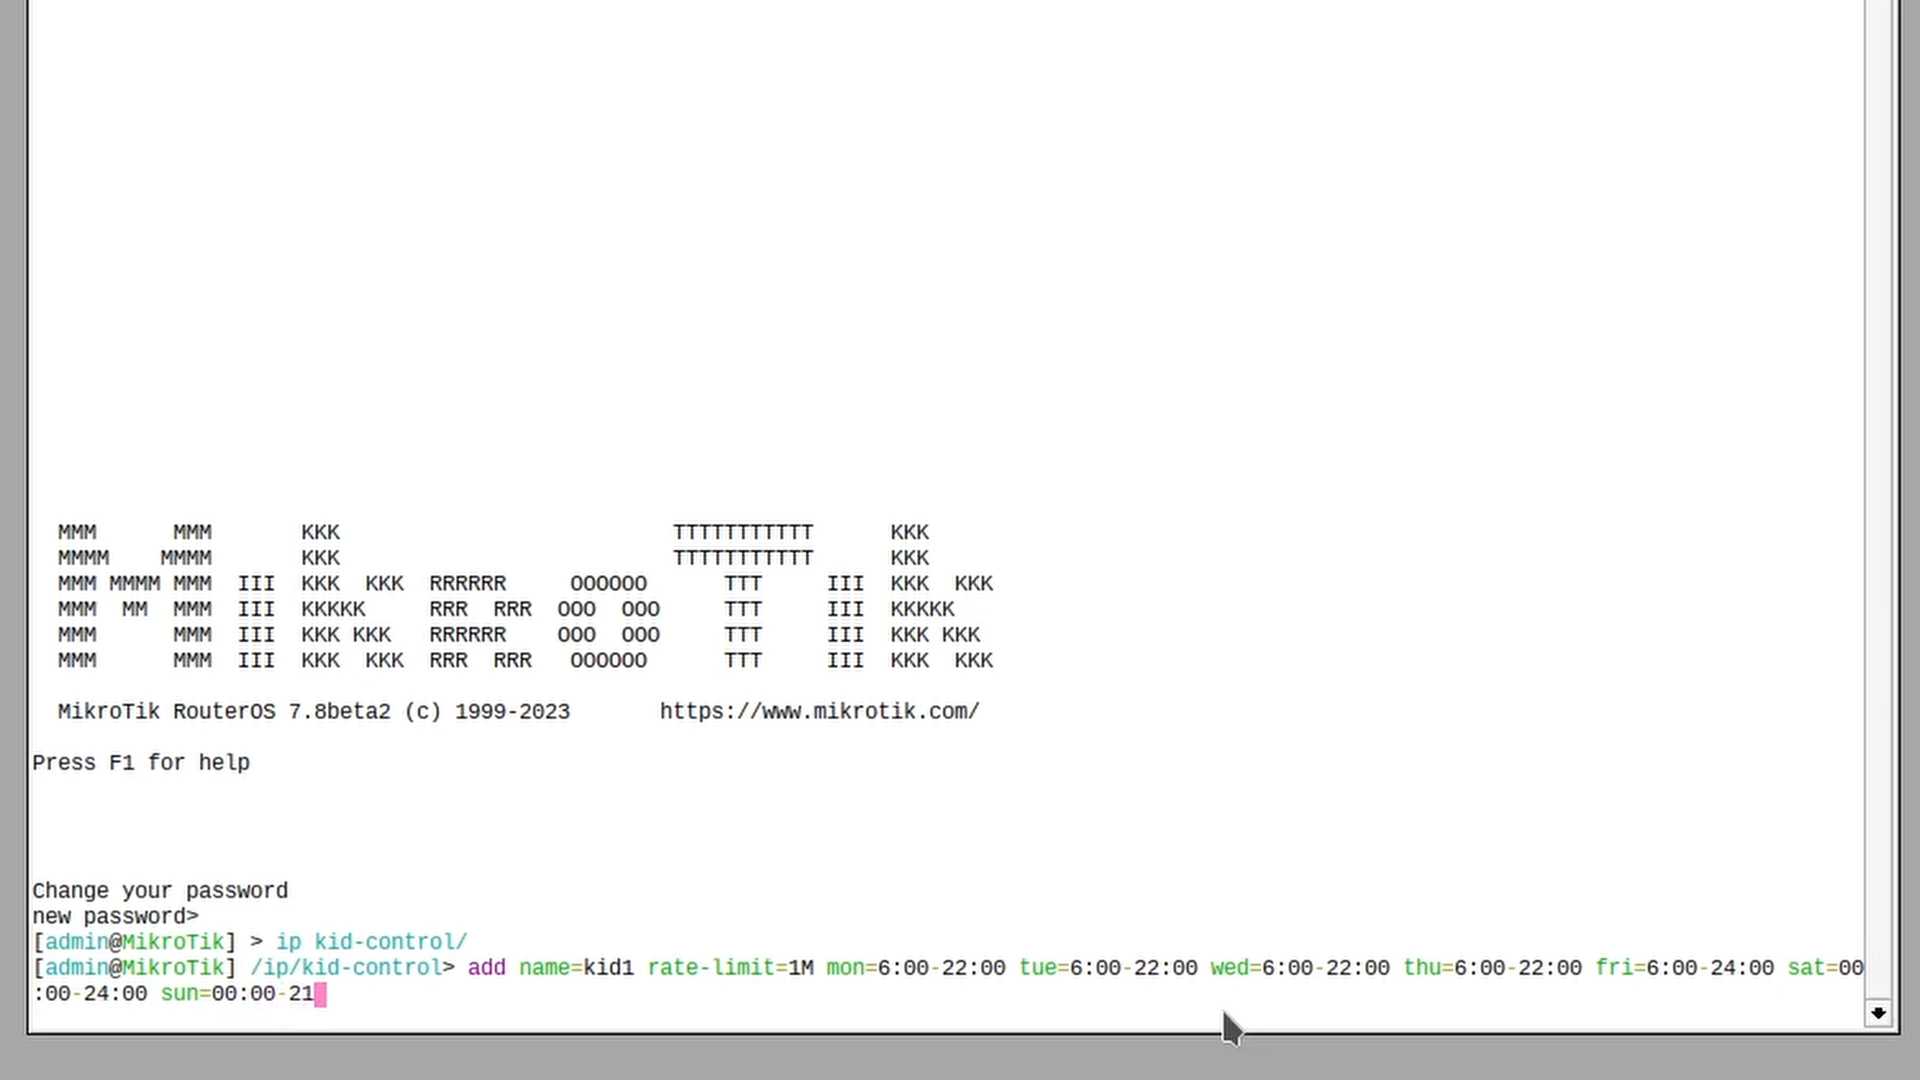 MMM      MMM       KKK                          TTTTTTTTTTT      KKK
  MMMM    MMMM       KKK                          TTTTTTTTTTT      KKK
  MMM MMMM MMM  III  KKK  KKK  RRRRRR     OOOOOO      TTT     III  KKK  KKK
  MMM  MM  MMM  III  KKKKK     RRR  RRR  OOO  OOO     TTT     III  KKKKK
  MMM      MMM  III  KKK KKK   RRRRRR    OOO  OOO     TTT     III  KKK KKK
  MMM      MMM  III  KKK  KKK  RRR  RRR   OOOOOO      TTT     III  KKK  KKK
  MikroTik RouterOS 7.8beta2 (c) 1999-2023       https://www.mikrotik.com/
Press F1 for help
Change your password
new password>
[admin@MikroTik] > ip kid-control/
[admin@MikroTik] /ip/kid-control> add name=kid1 rate-limit=1M mon=6:00-22:00 tue=6:00-22:00 wed=6:00-22:00 thu=6:00-22:00 fri=6:00-24:00 sat=00
:00-24:00 sun=00:00-21